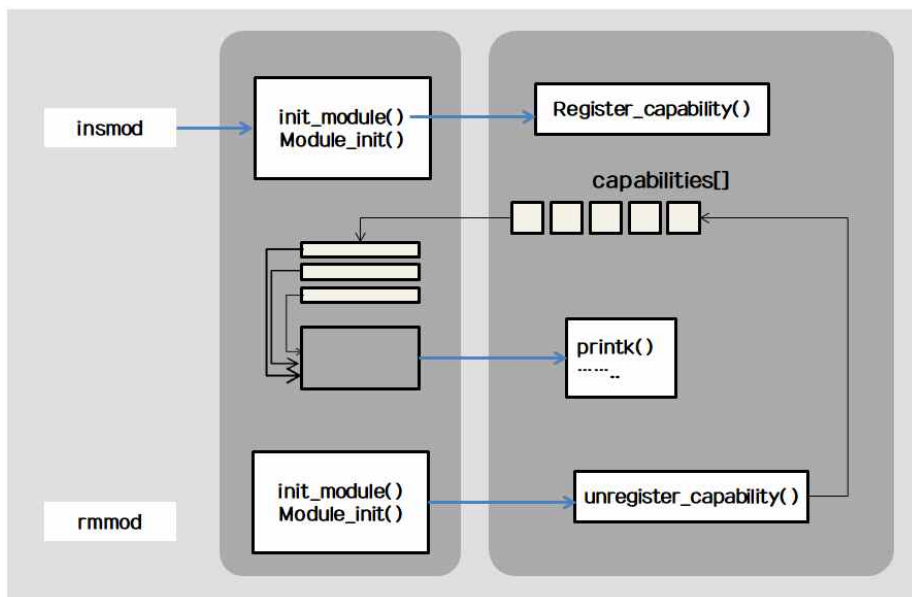 insmod
init_module()
Module_init()
Register_capability()
capabilities[]
printk()
--- ---..
init_module()
Module_init()
unregister_capability()
rmmod